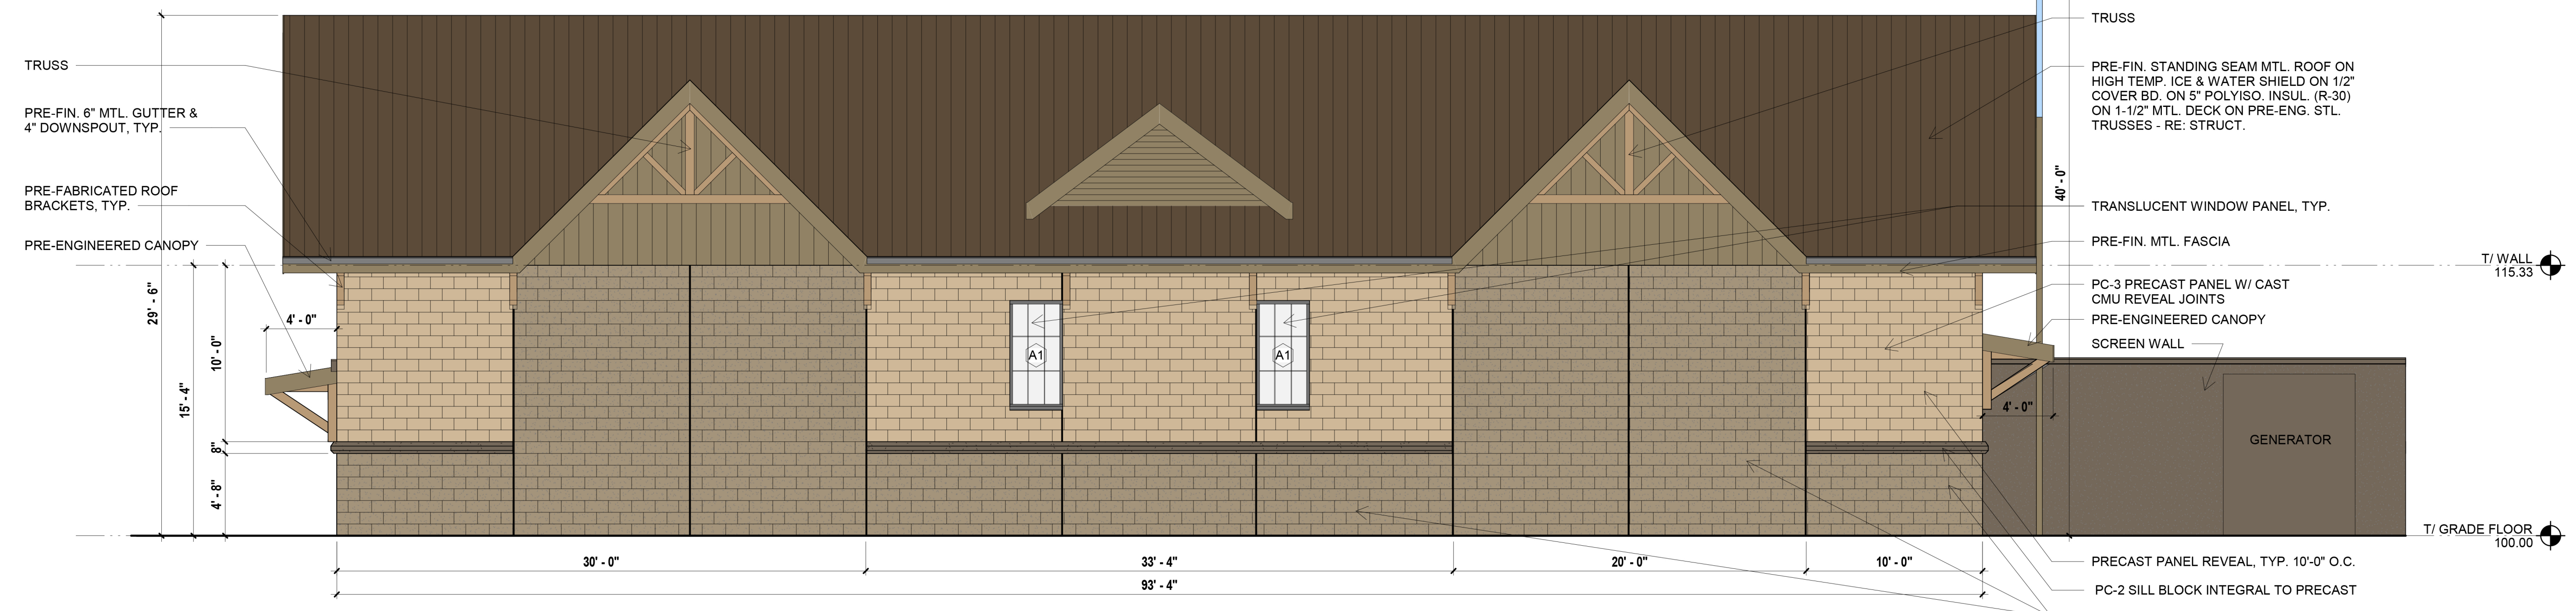 TRUSS
PRE-FIN. 6" MTL. GUTTER &
4" DOWNSPOUT, TYP.
PRE-FABRICATED ROOF
BRACKETS, TYP.
PRE-ENGINEERED CANOPY
29' - 6"
15' - 4"
10' - 0"
8"
4' - 8"
4' - 0"
A1
A1
30' - 0"
33' - 4"
20' - 0"
10' - 0"
93' - 4"
4' - 0"
40' - 0"
GENERATOR
TRUSS
PRE-FIN. STANDING SEAM MTL. ROOF ON
HIGH TEMP. ICE & WATER SHIELD ON 1/2"
COVER BD. ON 5" POLYISO. INSUL. (R-30)
ON 1-1/2" MTL. DECK ON PRE-ENG. STL.
TRUSSES - RE: STRUCT.
TRANSLUCENT WINDOW PANEL, TYP.
PRE-FIN. MTL. FASCIA
PC-3 PRECAST PANEL W/ CAST
CMU REVEAL JOINTS
PRE-ENGINEERED CANOPY
SCREEN WALL
PRECAST PANEL REVEAL, TYP. 10'-0" O.C.
PC-2 SILL BLOCK INTEGRAL TO PRECAST
T/ WALL
115.33
T/ GRADE FLOOR
100.00